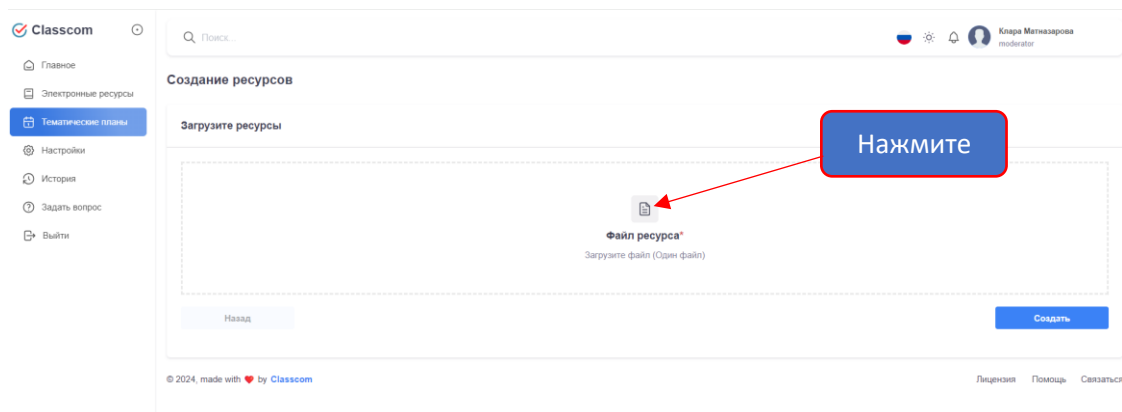 Classcom
Поиск...
Клара Матназарова
moderator
Главное
Электронные ресурсы
Тематические планы
Настройки
История
Задать вопрос
Выйти
Создание ресурсов
Загрузите ресурсы
Нажмите
Файл ресурса*
Загрузите файл (Один файл)
Назад
Создать
© 2024, made with ❤ by Classcom
Лицензия Помощь Связаться